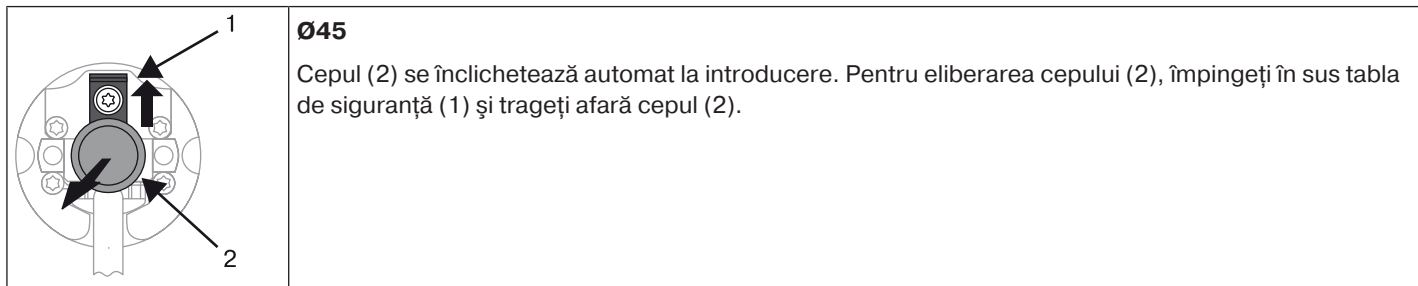 1
2
Ø45
Cepul (2) se înclichetează automat la introducere. Pentru eliberarea cepului (2), împingeți în sus tabla
de siguranță (1) şi trageți afară cepul (2).